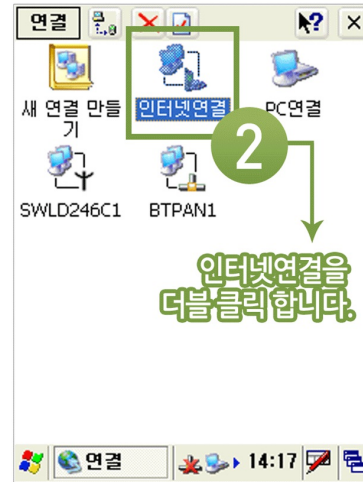 연결
새 연결 만들
기
인터넷연결
PC연결
2
SWLD246C1
BTPAN1
인터넷연결을
더블 클릭 합니다.
연결
14:17